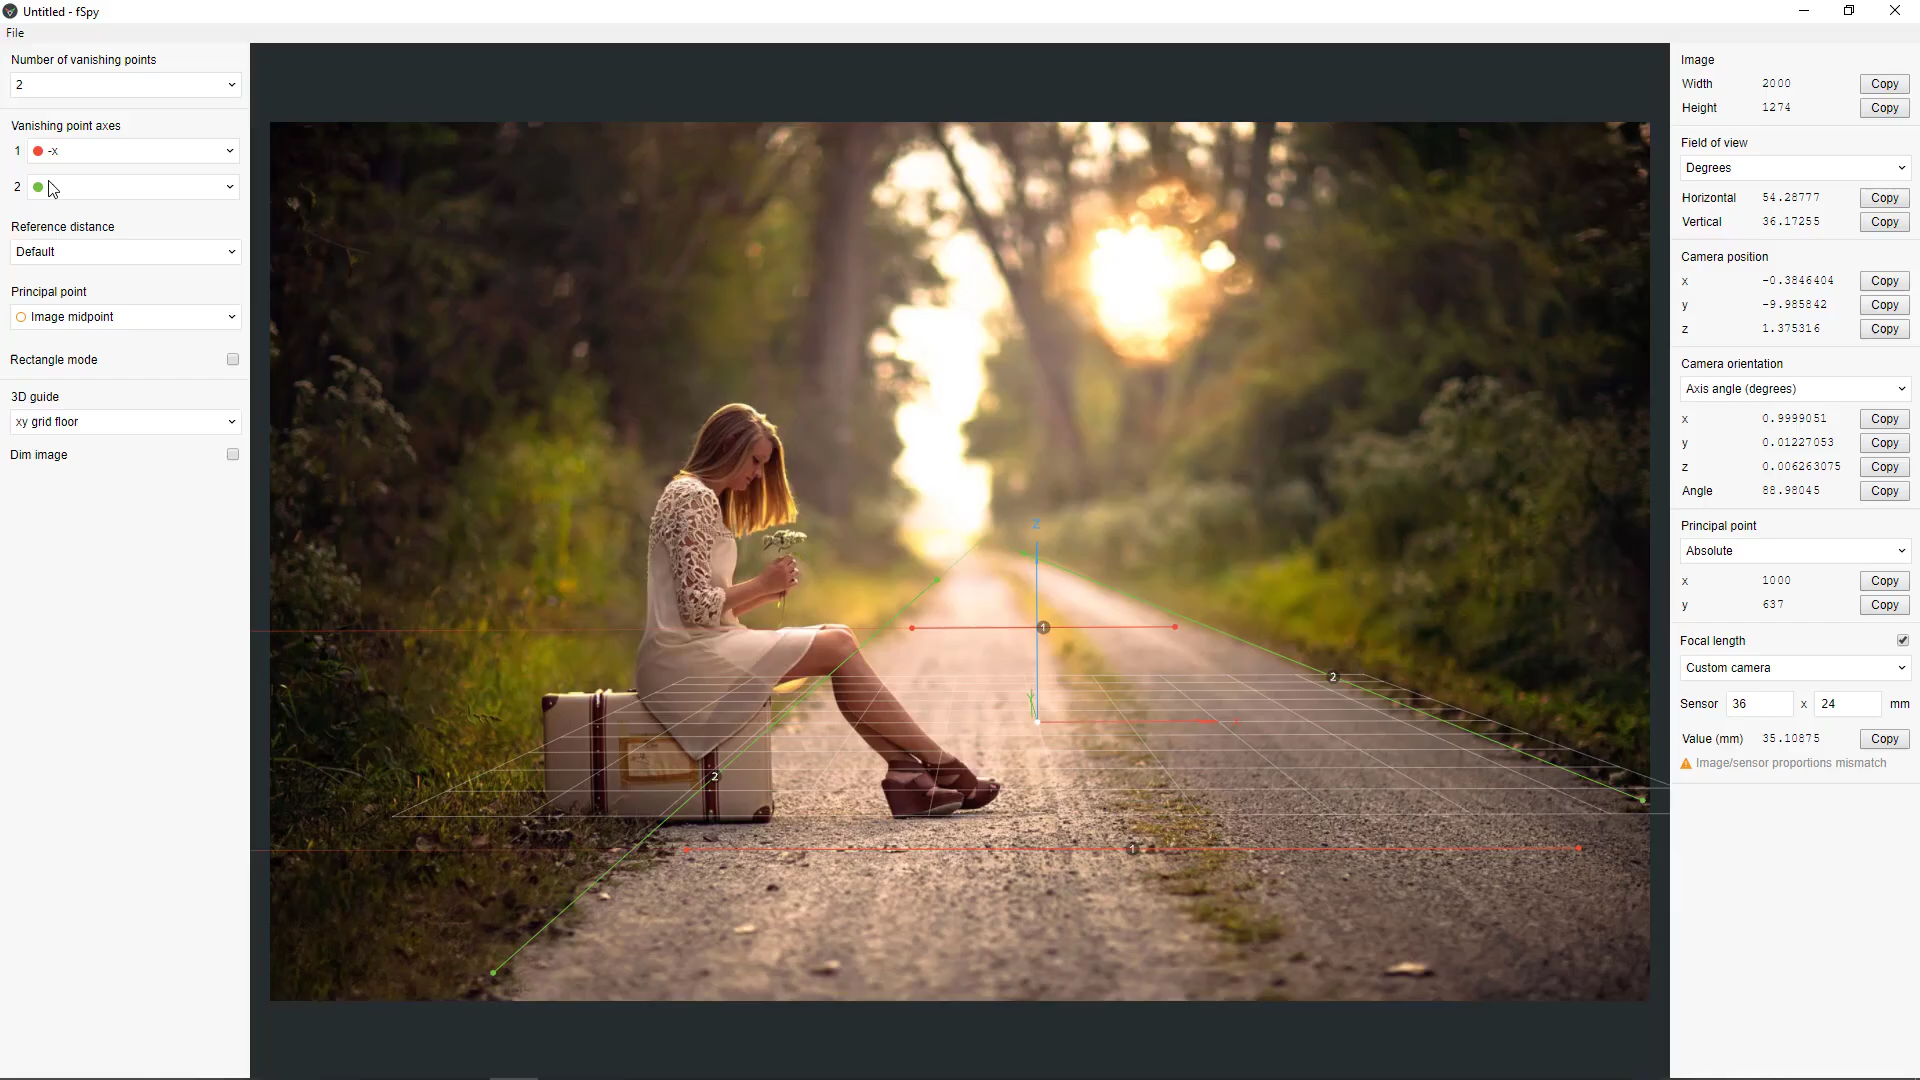 Untitled - fSpy
File
Number of vanishing points
2
Vanishing point axes
1 -x
2
Reference distance
Default
Principal point
Image midpoint
Rectangle mode
3D guide
xy grid floor
Dim image
z
1
2
2
1
Image
Width 2000 Copy
Height 1274 Copy
Field of view
Degrees
Horizontal 54.28777 Copy
Vertical 36.17255 Copy
Camera position
x -0.3846404 Copy
y -9.985842 Copy
z 1.375316 Copy
Camera orientation
Axis angle (degrees)
x 0.9999051 Copy
y 0.01227053 Copy
z 0.006263075 Copy
Angle 88.98045 Copy
Principal point
Absolute
x 1000 Copy
y 637 Copy
Focal length
Custom camera
Sensor 36 x 24 mm
Value (mm) 35.10875 Copy
Image/sensor proportions mismatch